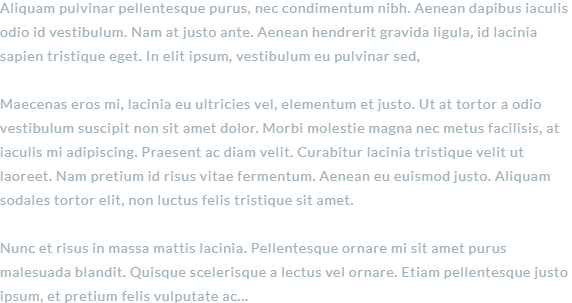 Aliquam pulvinar pellentesque purus, nec condimentum nibh. Aenean dapibus iaculis
odio id vestibulum. Nam at justo ante. Aenean hendrerit gravida ligula, id lacinia
sapien tristique eget. In elit ipsum, vestibulum eu pulvinar sed,
Maecenas eros mi, lacinia eu ultricies vel, elementum et justo. Ut at tortor a odio
vestibulum suscipit non sit amet dolor. Morbi molestie magna nec metus facilisis, at
iaculis mi adipiscing. Praesent ac diam velit. Curabitur lacinia tristique velit ut
laoreet. Nam pretium id risus vitae fermentum. Aenean eu euismod justo. Aliquam
sodales tortor elit, non luctus felis tristique sit amet.
Nunc et risus in massa mattis lacinia. Pellentesque ornare mi sit amet purus
malesuada blandit. Quisque scelerisque a lectus vel ornare. Etiam pellentesque justo
ipsum, et pretium felis vulputate ac...